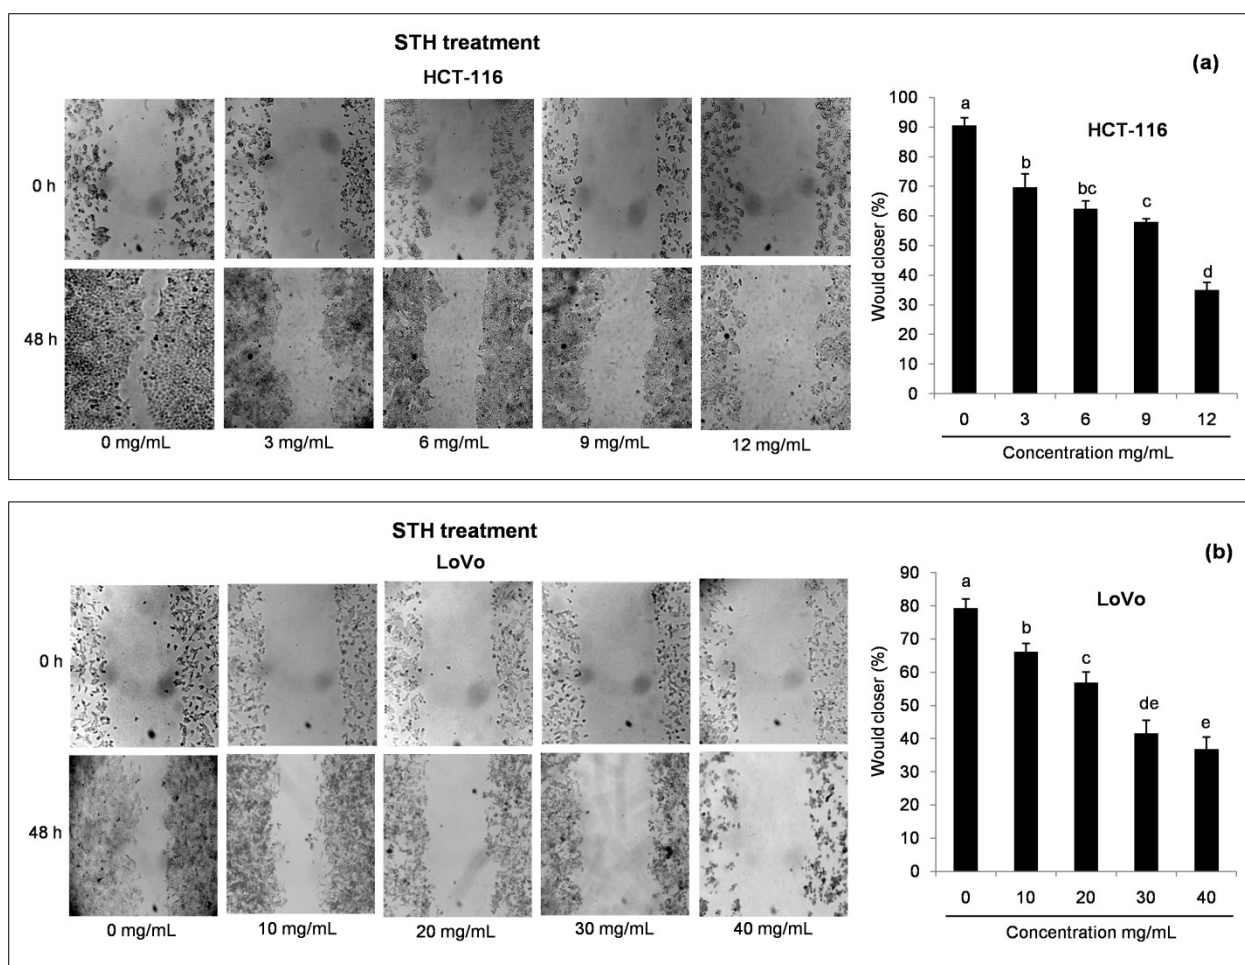 STH treatment
HCT-116
(a)
0 h
48 h
0 mg/mL
3 mg/mL
6 mg/mL
9 mg/mL
12 mg/mL
HCT-116
Would closer (%)
100
90
80
70
60
50
40
30
20
10
0
a
b
bc
c
d
0 3 6 9 12
Concentration mg/mL
STH treatment
LoVo
(b)
0 h
48 h
0 mg/mL
10 mg/mL
20 mg/mL
30 mg/mL
40 mg/mL
LoVo
Would closer (%)
90
80
70
60
50
40
30
20
10
0
a
b
c
de
e
0 10 20 30 40
Concentration mg/mL